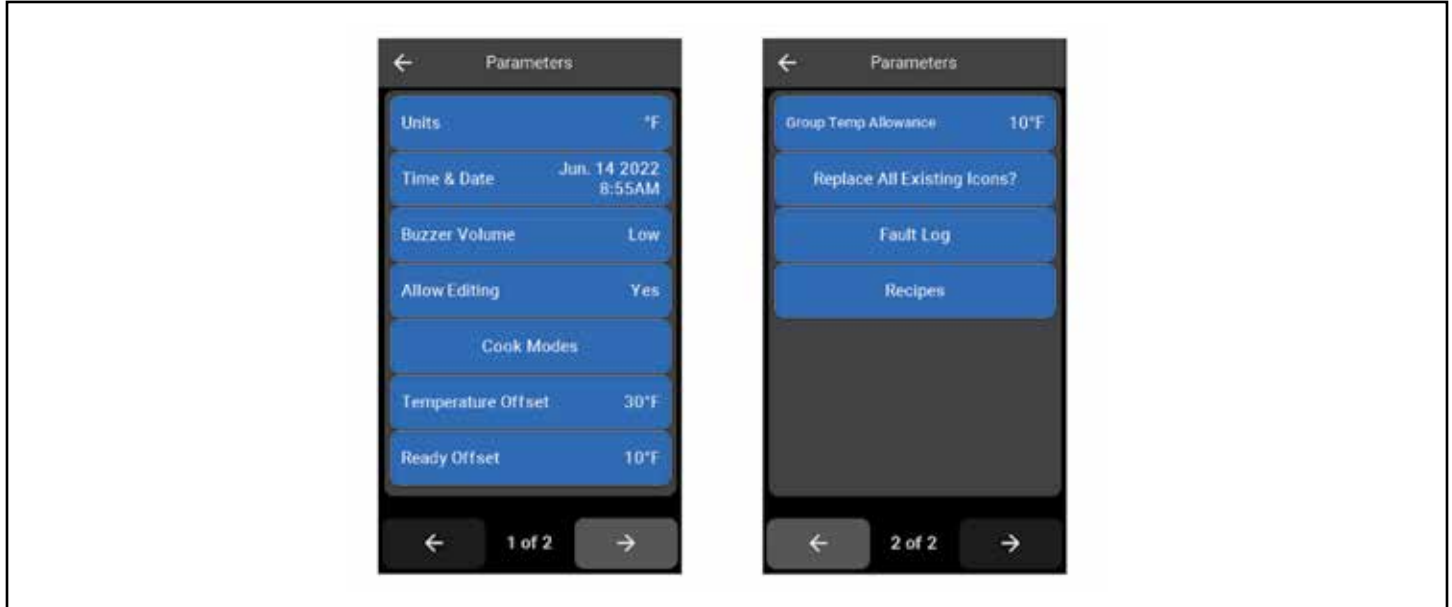 Parameters
Units °F
Time & Date Jun. 14 2022
8:55AM
Buzzer Volume Low
Allow Editing Yes
Cook Modes
Temperature Offset 30°F
Ready Offset 10°F
1 of 2
Parameters
Group Temp Allowance 10°F
Replace All Existing Icons?
Fault Log
Recipes
2 of 2